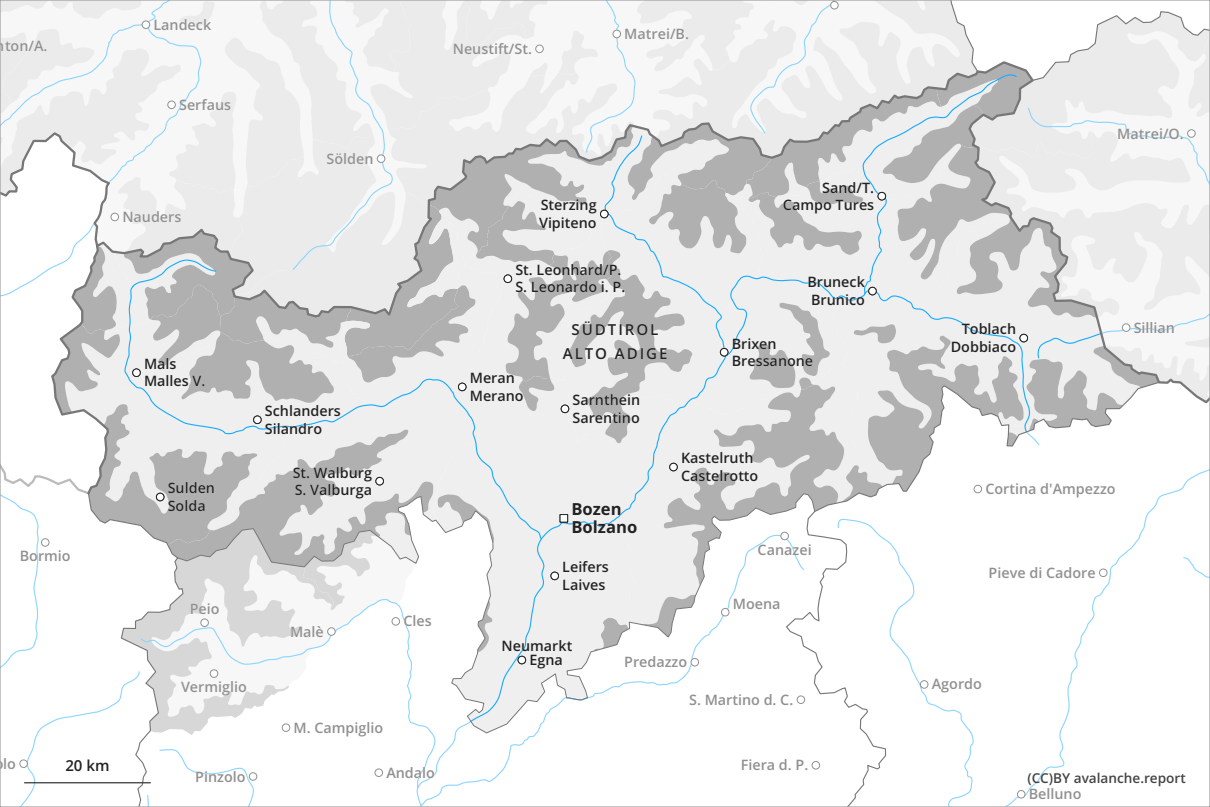 Landeck
Matrei/B.
nton/A.
Neustift/St.
Serfaus
Matrei/O.
Sölden
Sand/T.
Campo Tures
Nauders
Sterzing
Vipiteno
St. Leonhard/P.
S. Leonardo i. P.
Bruneck
Brunico
SÜDTIROL
ALTO ADIGE
Toblach
Dobbiaco
Sillian
Brixen
Bressanone
Mals
Malles V.
Meran
Merano
Sarnthein
Sarentino
Schlanders
Silandro
Kastelruth
Castelrotto
St. Walburg
S. Valburga
Sulden
Solda
Cortina d'Ampezzo
Bozen
Bolzano
Bormio
Canazei
Leifers
Laives
Pieve di Cadore
Peio
Moena
Malè
Cles
Neumarkt
Egna
Predazzo
Vermiglio
Agordo
S. Martino d. C.
M. Campiglio
olo
20 km
Pinzolo
Andalo
Fiera d. P.
(CC)BY avalanche.report
Belluno